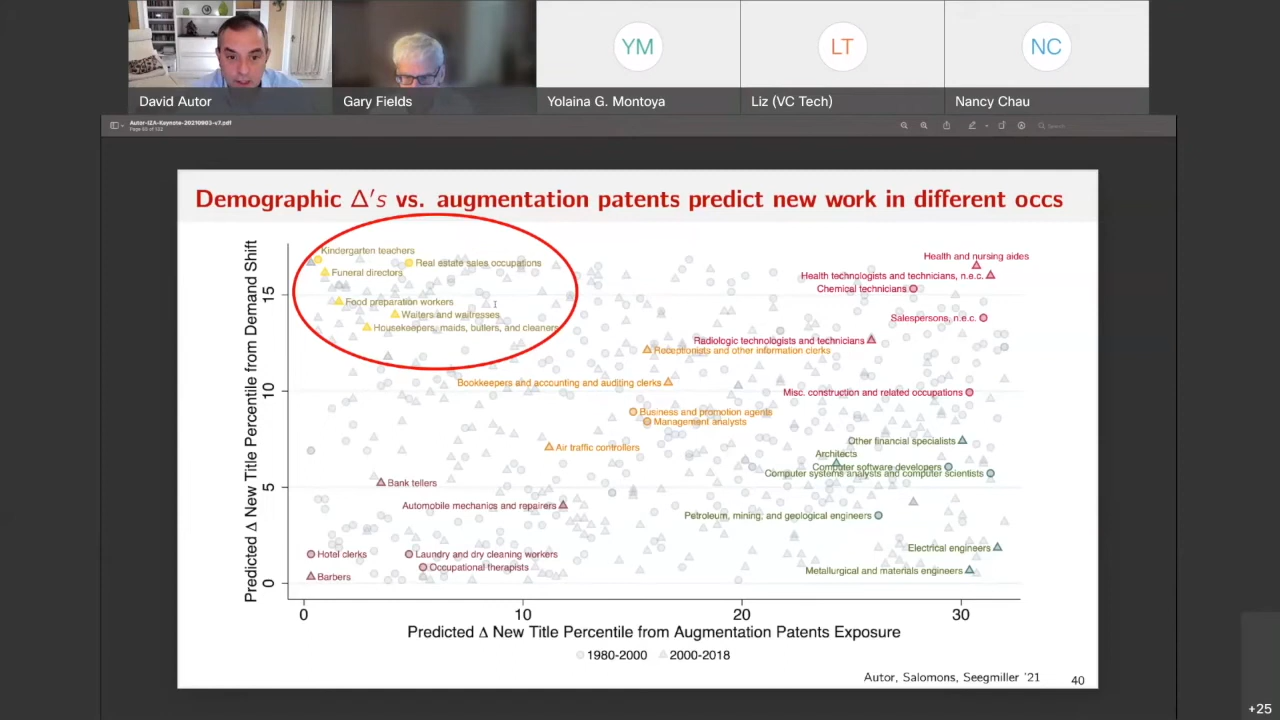 YM
LT
NC
David Autor
Gary Fields
Yolaina G. Montoya
Liz (VC Tech)
Nancy Chau
Autor-IZA-Keynote-20210903-v7.pdf
Search
Demographic Δ's vs. augmentation patents predict new work in different occs
Predicted Δ New Title Percentile from Demand Shift
15
10
5
0
Kindergarten teachers
Real estate sales occupations
Funeral directors
Food preparation workers
Waiters and waitresses
Housekeepers, maids, butlers, and cleaners
Health and nursing aides
Health technologists and technicians, n.e.c.
Chemical technicians
Salespersons, n.e.c.
Radiologic technologists and technicians
Receptionists and other information clerks
Bookkeepers and accounting and auditing clerks
Misc. construction and related occupations
Business and promotion agents
Management analysts
Air traffic controllers
Other financial specialists
Architects
Computer software developers
Computer systems analysts and computer scientists
Bank tellers
Automobile mechanics and repairers
Petroleum, mining, and geological engineers
Hotel clerks
Laundry and dry cleaning workers
Electrical engineers
Occupational therapists
Barbers
Metallurgical and materials engineers
0
10
20
30
Predicted Δ New Title Percentile from Augmentation Patents Exposure
1980-2000
2000-2018
Autor, Salomons, Seegmiller '21
40
+25